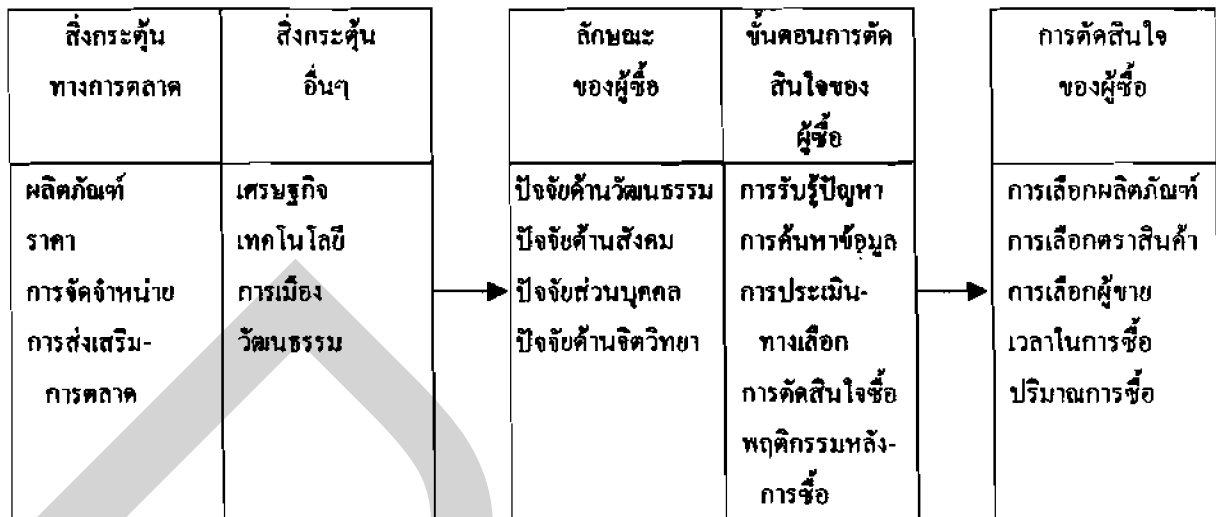 สิ่งกระตุ้น
ทางการตลาด
สิ่งกระตุ้น
อื่นๆ
ลักษณะ
ของผู้ซื้อ
ขั้นตอนการตัด
สินใจของ
ผู้ซื้อ
การตัดสินใจ
ของผู้ซื้อ
ผลิตภัณฑ์
ราคา
การจัดจำหน่าย
การส่งเสริม-
การตลาด
เศรษฐกิจ
เทคโนโลยี
การเมือง
วัฒนธรรม
ปัจจัยด้านวัฒนธรรม
ปัจจัยด้านสังคม
ปัจจัยส่วนบุคคล
ปัจจัยด้านจิตวิทยา
การรับรู้ปัญหา
การค้นหาข้อมูล
การประเมิน-
ทางเลือก
การตัดสินใจซื้อ
พฤติกรรมหลัง-
การซื้อ
การเลือกผลิตภัณฑ์
การเลือกตราสินค้า
การเลือกผู้ขาย
เวลาในการซื้อ
ปริมาณการซื้อ